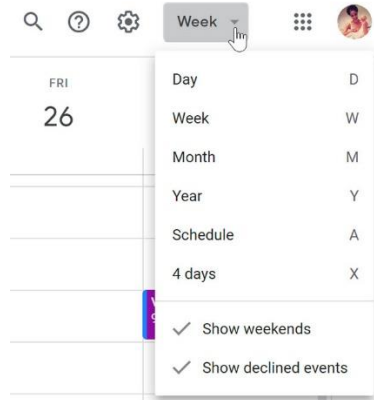 Week
FRI
26
Day D
Week W
Month M
Year Y
Schedule A
4 days X
Show weekends
Show declined events